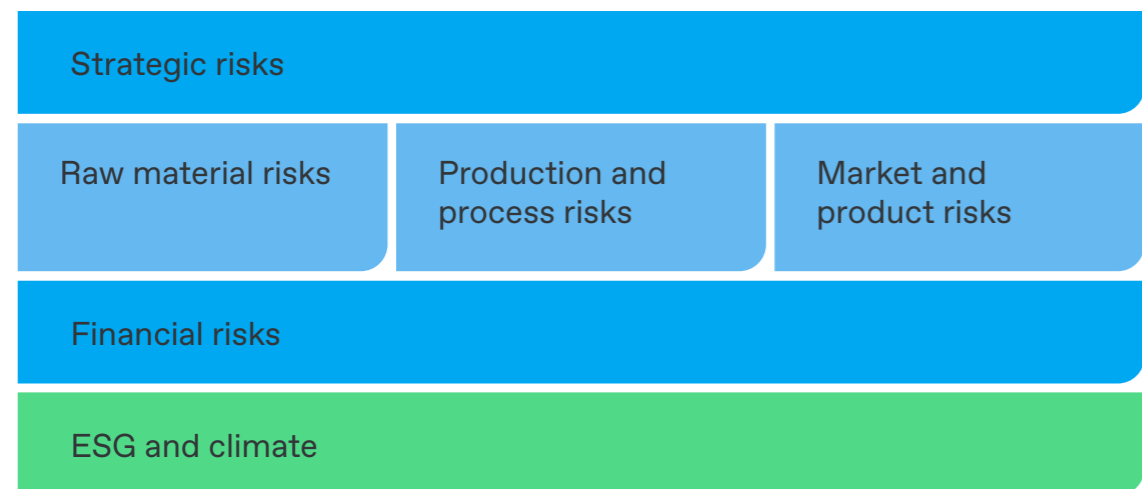 Strategic risks
Raw material risks
Production and
process risks
Market and
product risks
Financial risks
ESG and climate